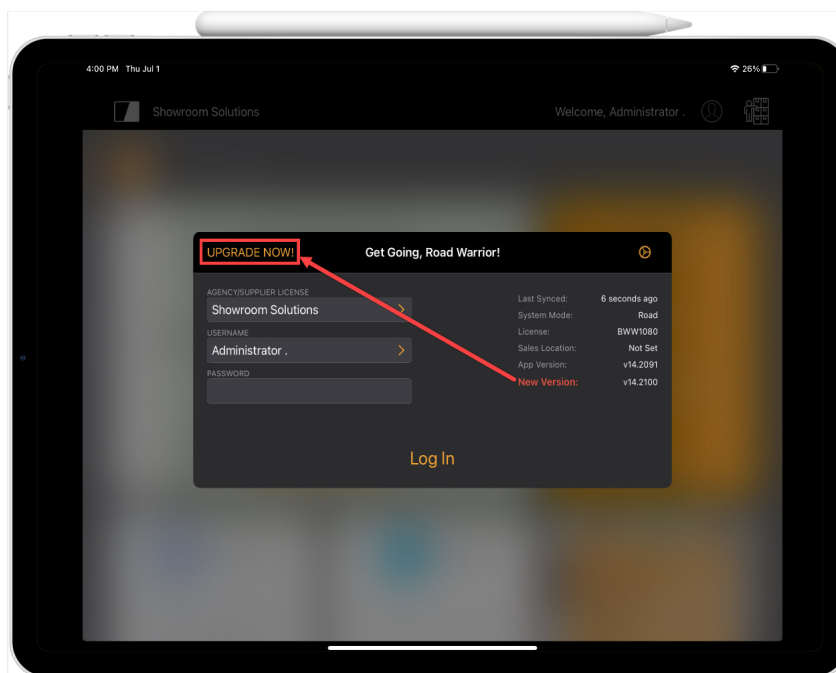 4:00 PM Thu Jul 1
26%
Showroom Solutions
Welcome, Administrator .
UPGRADE NOW!
Get Going, Road Warrior!
AGENCY/SUPPLIER LICENSE
Showroom Solutions
USERNAME
Administrator .
PASSWORD
Last Synced: 6 seconds ago
System Mode: Road
License: BWW1080
Sales Location: Not Set
App Version: v14.2091
New Version: v14.2100
Log In